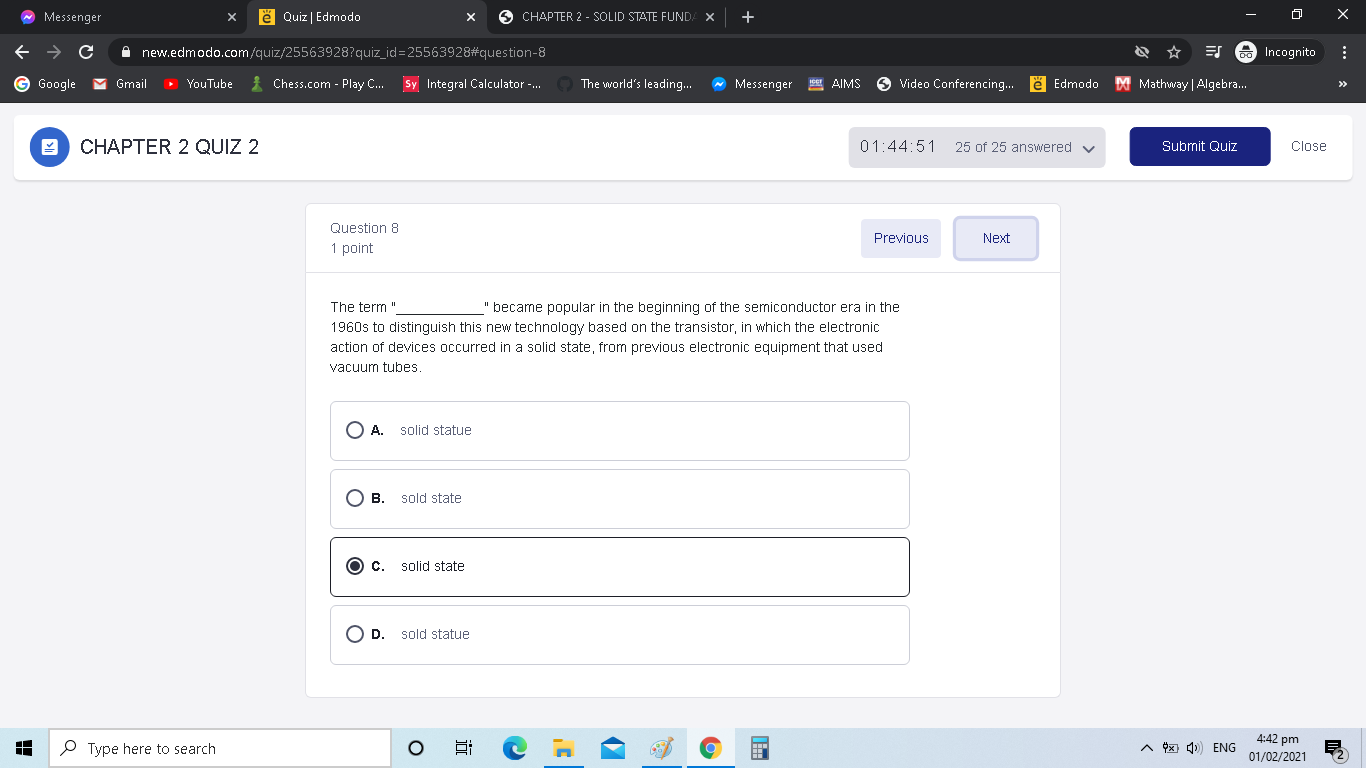 Messenger
Quiz | Edmodo
CHAPTER 2 - SOLID STATE FUNDA
new.edmodo.com/quiz/25563928?quiz_id=25563928#question-8
Incognito
Google Gmail YouTube Chess.com - Play C... Sy Integral Calculator -... The world's leading... Messenger AIMS Video Conferencing... Edmodo Mathway | Algebra... »
CHAPTER 2 QUIZ 2
01:44:51 25 of 25 answered
Submit Quiz
Close
Question 8
1 point
Previous
Next
The term "____________" became popular in the beginning of the semiconductor era in the
1960s to distinguish this new technology based on the transistor, in which the electronic
action of devices occurred in a solid state, from previous electronic equipment that used
vacuum tubes.
A. solid statue
B. sold state
C. solid state
D. sold statue
Type here to search
ENG
4:42 pm
01/02/2021
2